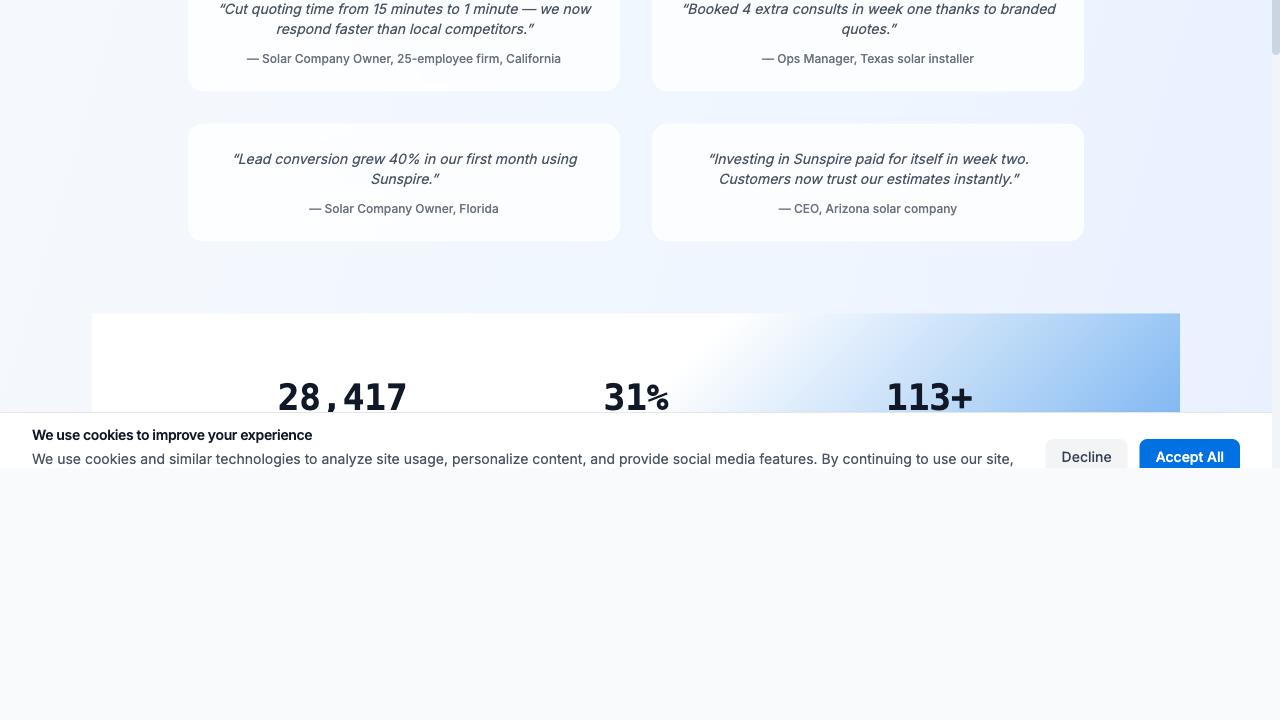 “Cut quoting time from 15 minutes to 1 minute — we now
respond faster than local competitors.”
— Solar Company Owner, 25-employee firm, California
“Booked 4 extra consults in week one thanks to branded
quotes.”
— Ops Manager, Texas solar installer
“Lead conversion grew 40% in our first month using
Sunspire.”
— Solar Company Owner, Florida
“Investing in Sunspire paid for itself in week two.
Customers now trust our estimates instantly.”
— CEO, Arizona solar company
28,417
31%
113+
We use cookies to improve your experience
We use cookies and similar technologies to analyze site usage, personalize content, and provide social media features. By continuing to use our site,
Decline
Accept All